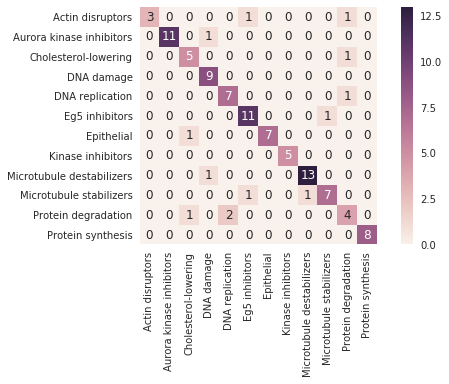 Actin disruptors 3 0 0 0 0 1 0 0 0 0 1 0
Aurora kinase inhibitors 0 11 0 1 0 0 0 0 0 0 0 0
Cholesterol-lowering 0 0 5 0 0 0 0 0 0 0 1 0
DNA damage 0 0 0 9 0 0 0 0 0 0 0 0
DNA replication 0 0 0 0 7 0 0 0 0 0 1 0
Eg5 inhibitors 0 0 0 0 0 11 0 0 0 1 0 0
Epithelial 0 0 1 0 0 0 7 0 0 0 0 0
Kinase inhibitors 0 0 0 0 0 0 0 5 0 0 0 0
Microtubule destabilizers 0 0 0 1 0 0 0 0 13 0 0 0
Microtubule stabilizers 0 0 0 0 0 1 0 0 1 7 0 0
Protein degradation 0 0 1 0 2 0 0 0 0 0 4 0
Protein synthesis 0 0 0 0 0 0 0 0 0 0 0 8
Actin disruptors
Aurora kinase inhibitors
Cholesterol-lowering
DNA damage
DNA replication
Eg5 inhibitors
Epithelial
Kinase inhibitors
Microtubule destabilizers
Microtubule stabilizers
Protein degradation
Protein synthesis
12.5
10.0
7.5
5.0
2.5
0.0